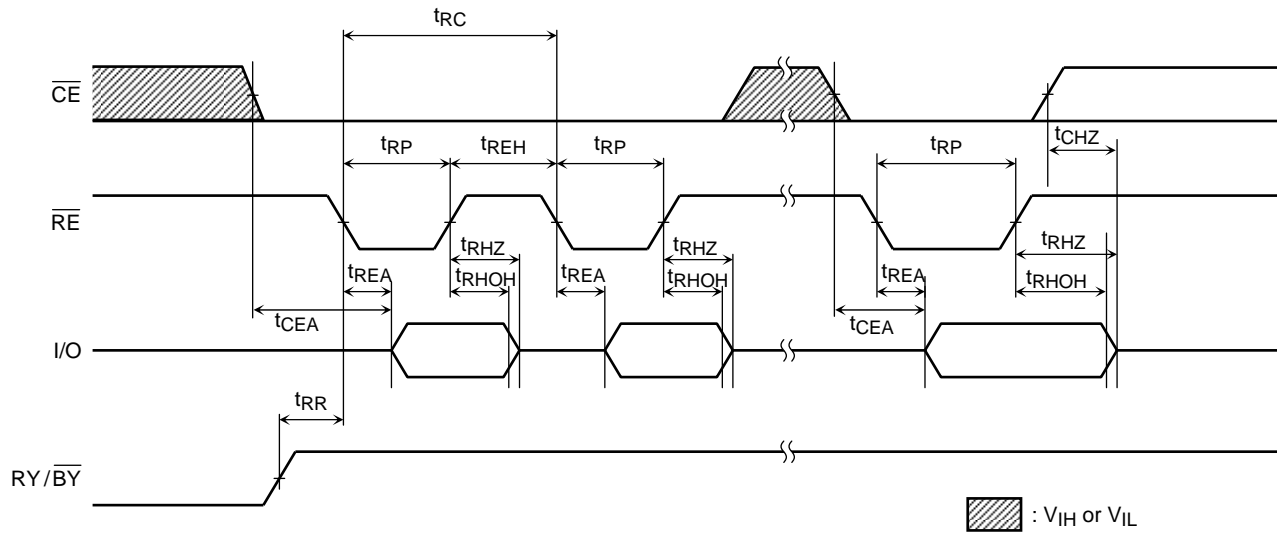 tRC
CE
tCHZ
tRP tREH tRP tRP
RE
tRHZ tRHZ tRHZ
tREA tRHOH tREA tRHOH tREA tRHOH
tCEA tCEA
I/O
tRR
RY/BY
: VIH or VIL